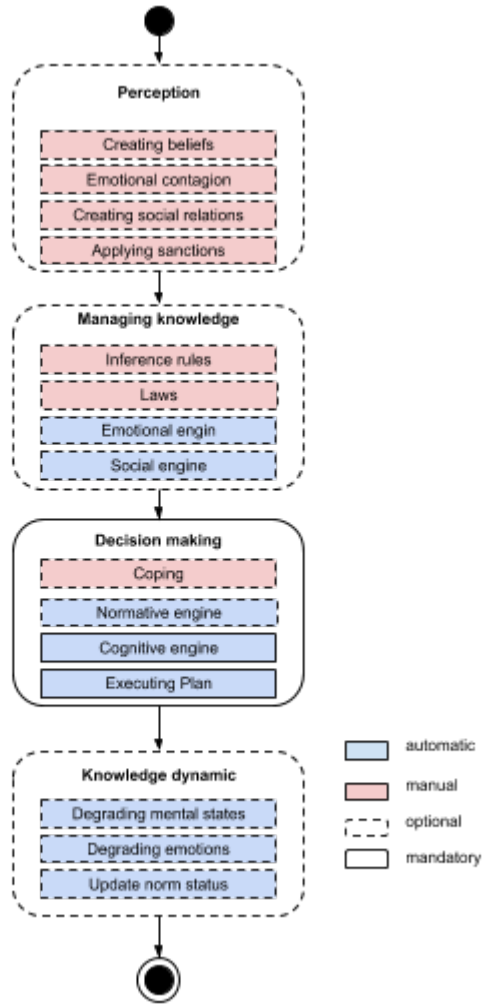 Perception
Creating beliefs
Emotional contagion
Creating social relations
Applying sanctions
Managing knowledge
Inference rules
Laws
Emotional engin
Social engine
Decision making
Coping
Normative engine
Cognitive engine
Executing Plan
Knowledge dynamic
Degrading mental states
Degrading emotions
Update norm status
automatic
manual
optional
mandatory